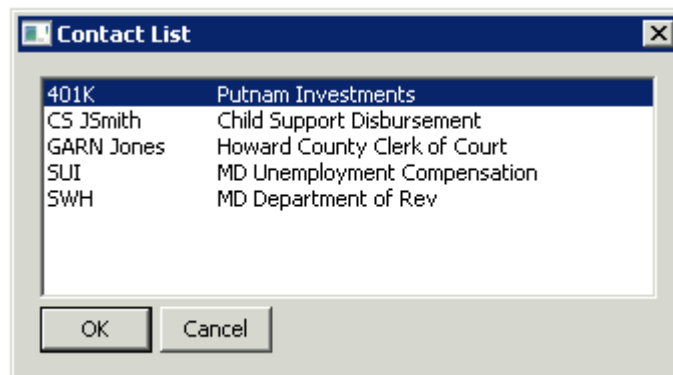 Contact List
401K Putnam Investments
CS JSmith Child Support Disbursement
GARN Jones Howard County Clerk of Court
SUI MD Unemployment Compensation
SWH MD Department of Rev
OK Cancel